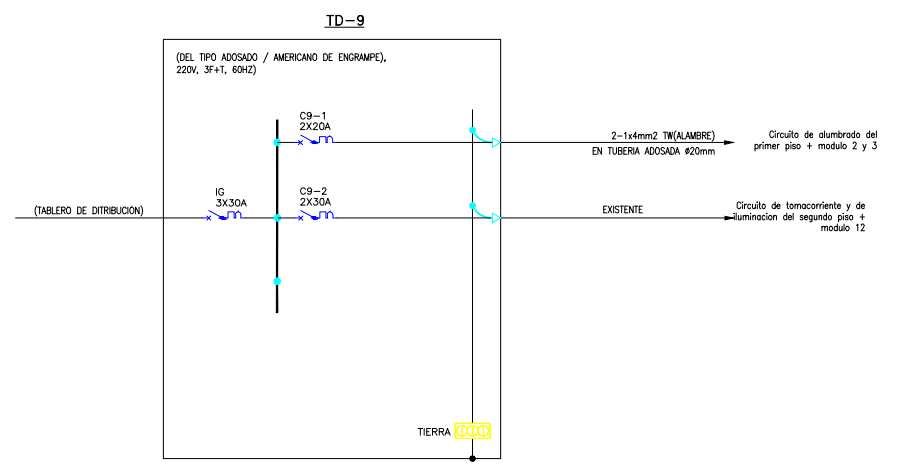 TD-9
(DEL TIPO ADOSADO / AMERICANO DE ENGRAMPE),
220V, 3F+T, 60HZ)
C9-1
2X20A
2-1x4mm2 TW(ALAMBRE)
EN TUBERIA ADOSADA Ø20mm
Circuito de alumbrado del
primer piso + modulo 2 y 3
(TABLERO DE DITRIBUCION)
IG
3X30A
C9-2
2X30A
EXISTENTE
Circuito de tomacorriente y de
iluminacion del segundo piso +
modulo 12
TIERRA